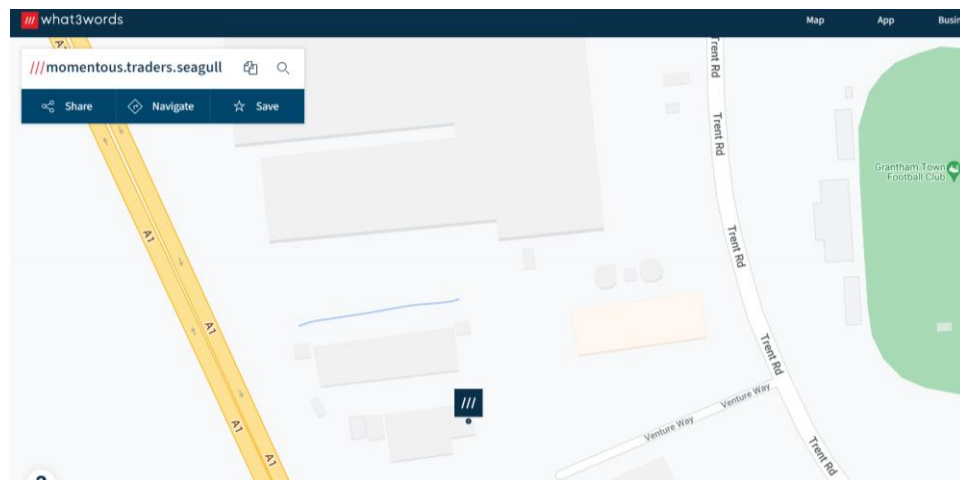 what3words
Map
App
///momentous.traders.seagull
Share
Navigate
Save
Trent Rd
Trent Rd
Grantham Town
Football Club
A1
Trent Rd
A1
Trent Rd
Venture Way
Venture Way
A1
A1
Trent Rd
///